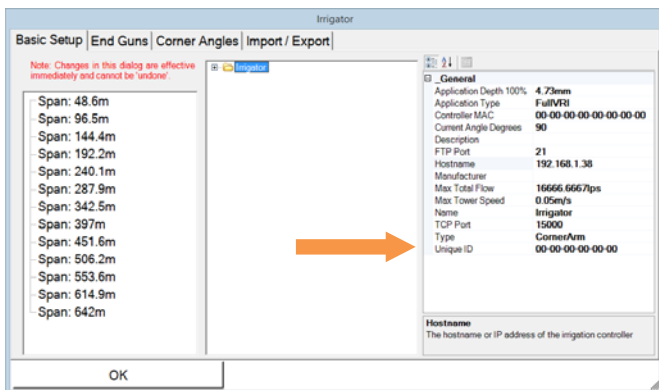 Irrigator
Basic Setup End Guns Corner Angles Import / Export
Note: Changes in this dialog are effective
immediately and cannot be 'undone'.
Span: 48.6m
Span: 96.5m
Span: 144.4m
Span: 192.2m
Span: 240.1m
Span: 287.9m
Span: 342.5m
Span: 397m
Span: 451.6m
Span: 506.2m
Span: 553.6m
Span: 614.9m
Span: 642m
Irrigator
_General
Application Depth 100% 4.73mm
Application Type FullVRI
Controller MAC 00-00-00-00-00-00-00-00
Current Angle Degrees 90
Description
FTP Port 21
Hostname 192.168.1.38
Manufacturer
Max Total Flow 16666.6667lps
Max Tower Speed 0.05m/s
Name Irrigator
TCP Port 15000
Type CornerArm
Unique ID 00-00-00-00-00-00
Hostname
The hostname or IP address of the irrigation controller
OK